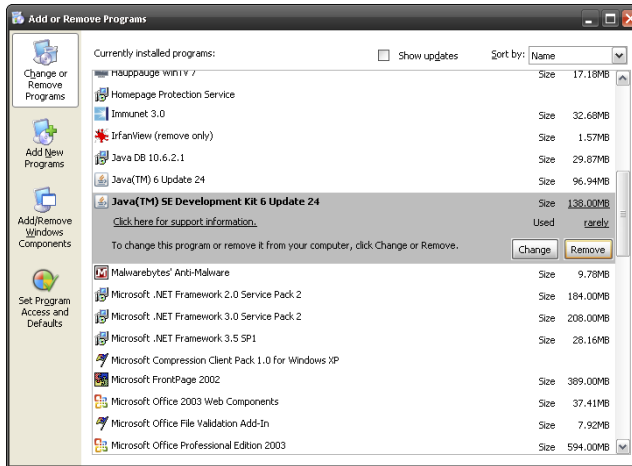 Add or Remove Programs
Change or Remove Programs
Add New Programs
Add/Remove Windows Components
Set Program Access and Defaults
Currently installed programs:
Show updates
Sort by: Name
Hauppauge WinTV 7 Size 17.18MB
Homepage Protection Service
Immunet 3.0 Size 32.68MB
IrfanView (remove only) Size 1.57MB
Java DB 10.6.2.1 Size 29.87MB
Java(TM) 6 Update 24 Size 96.94MB
Java(TM) SE Development Kit 6 Update 24 Size 138.00MB
Click here for support information. Used rarely
To change this program or remove it from your computer, click Change or Remove. Change Remove
Malwarebytes' Anti-Malware Size 9.78MB
Microsoft .NET Framework 2.0 Service Pack 2 Size 184.00MB
Microsoft .NET Framework 3.0 Service Pack 2 Size 208.00MB
Microsoft .NET Framework 3.5 SP1 Size 28.16MB
Microsoft Compression Client Pack 1.0 for Windows XP
Microsoft FrontPage 2002 Size 389.00MB
Microsoft Office 2003 Web Components Size 37.41MB
Microsoft Office File Validation Add-In Size 7.92MB
Microsoft Office Professional Edition 2003 Size 594.00MB